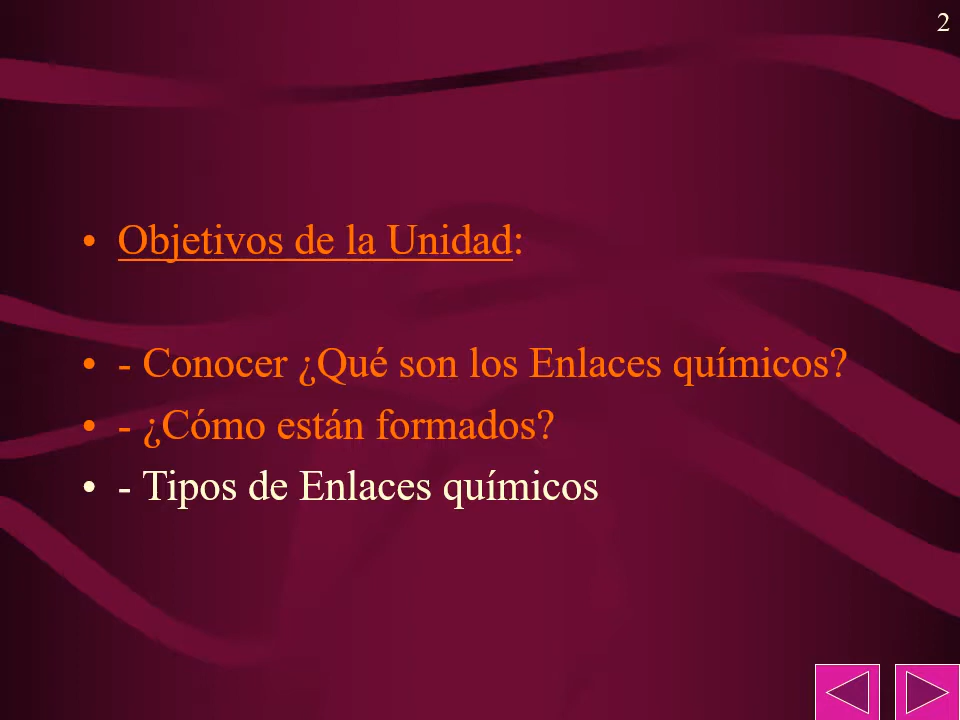 2
• Objetivos de la Unidad:
• - Conocer ¿Qué son los Enlaces químicos?
• - ¿Cómo están formados?
• - Tipos de Enlaces químicos